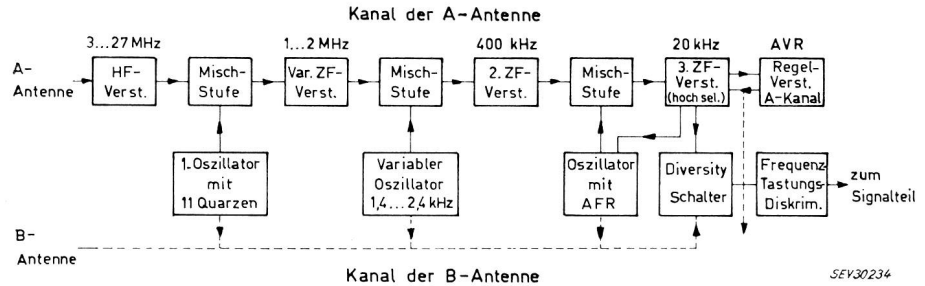 Kanal der A-Antenne
3...27 MHz
1...2 MHz
400 kHz
20 kHz
AVR
A-
Antenne
HF-
Verst.
Misch-
Stufe
Var. ZF-
Verst.
Misch-
Stufe
2. ZF-
Verst.
Misch-
Stufe
3. ZF-
Verst.
(hoch sel.)
Regel-
Verst.
A-Kanal
1. Oszillator
mit
11 Quarzen
Variabler
Oszillator
1,4...2,4 kHz
Oszillator
mit
AFR
Diversity
Schalter
Frequenz-
Tastungs-
Diskrim.
zum
Signalteil
B-
Antenne
Kanal der B-Antenne
SEV30234